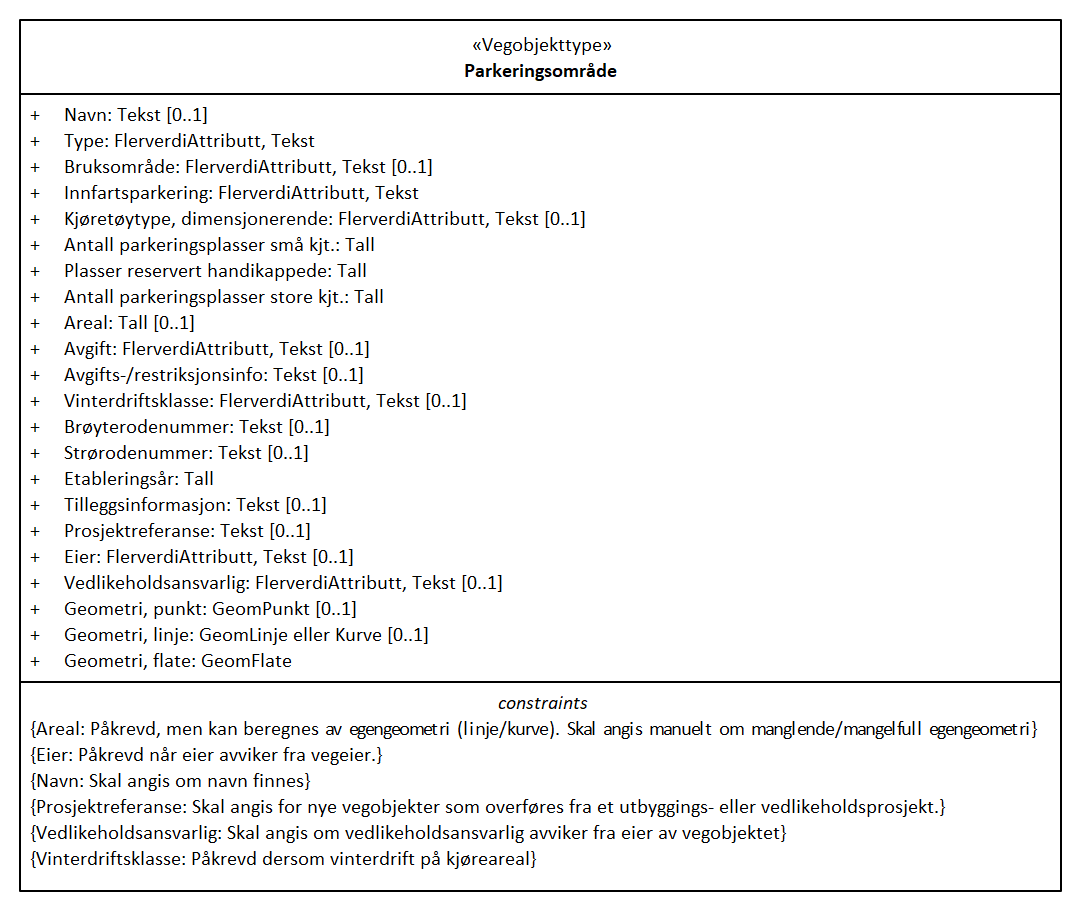 «Vegobjekttype»
Parkeringsområde
+ Navn: Tekst [0..1]
+ Type: FlerverdiAttributt, Tekst
+ Bruksområde: FlerverdiAttributt, Tekst [0..1]
+ Innfartsparkering: FlerverdiAttributt, Tekst
+ Kjøretøytype, dimensjonerende: FlerverdiAttributt, Tekst [0..1]
+ Antall parkeringsplasser små kjt.: Tall
+ Plasser reservert handikappede: Tall
+ Antall parkeringsplasser store kjt.: Tall
+ Areal: Tall [0..1]
+ Avgift: FlerverdiAttributt, Tekst [0..1]
+ Avgifts-/restriksjonsinfo: Tekst [0..1]
+ Vinterdriftsklasse: FlerverdiAttributt, Tekst [0..1]
+ Brøyterodenummer: Tekst [0..1]
+ Strørodenummer: Tekst [0..1]
+ Etableringsår: Tall
+ Tilleggsinformasjon: Tekst [0..1]
+ Prosjektreferanse: Tekst [0..1]
+ Eier: FlerverdiAttributt, Tekst [0..1]
+ Vedlikeholdsansvarlig: FlerverdiAttributt, Tekst [0..1]
+ Geometri, punkt: GeomPunkt [0..1]
+ Geometri, linje: GeomLinje eller Kurve [0..1]
+ Geometri, flate: GeomFlate
constraints
{Areal: Påkrevd, men kan beregnes av egengeometri (linje/kurve). Skal angis manuelt om manglende/mangelfull egengeometri}
{Eier: Påkrevd når eier avviker fra vegeier.}
{Navn: Skal angis om navn finnes}
{Prosjektreferanse: Skal angis for nye vegobjekter som overføres fra et utbyggings- eller vedlikeholdsprosjekt.}
{Vedlikeholdsansvarlig: Skal angis om vedlikeholdsansvarlig avviker fra eier av vegobjektet}
{Vinterdriftsklasse: Påkrevd dersom vinterdrift på kjøreareal}